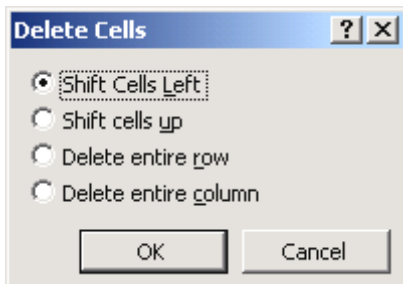 Delete Cells
Shift Cells Left
Shift cells up
Delete entire row
Delete entire column
OK Cancel